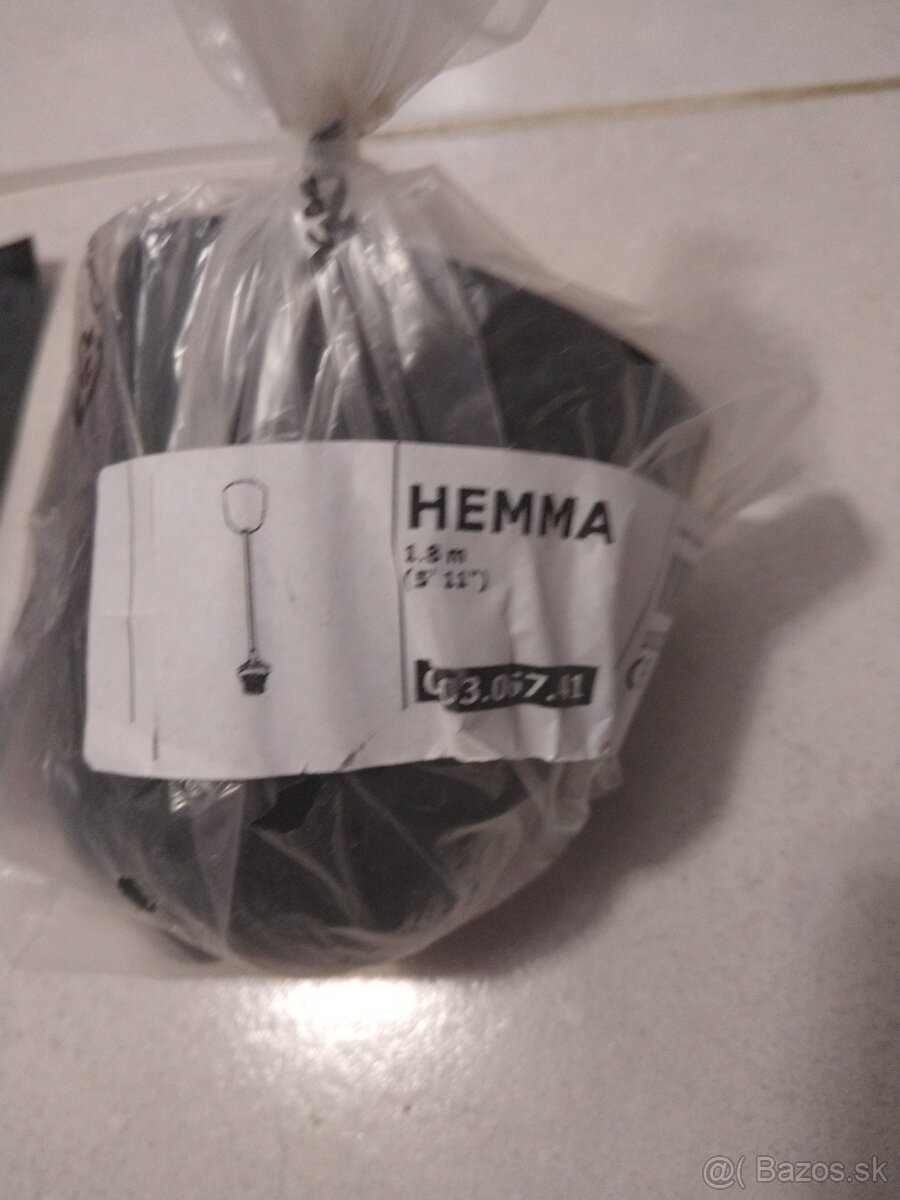 HEMMA
1.8 m
(5' 11")
@( Bazos.sk